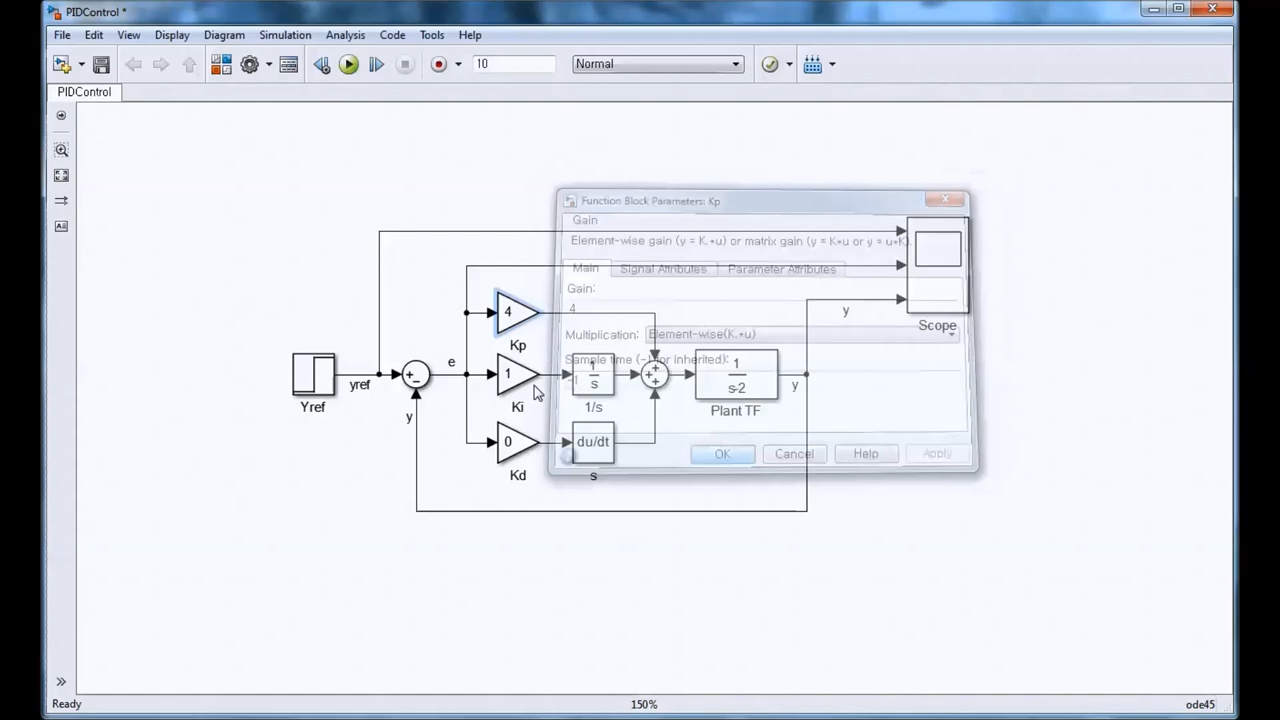 PIDControl *
File Edit View Display Diagram Simulation Analysis Code Tools Help
10 Normal
PIDControl
Function Block Parameters: Kp
Gain
Element-wise gain (y = K.*u) or matrix gain (y = K*u or y = u*K).
Main Signal Attributes Parameter Attributes
Gain:
4
Multiplication: Element-wise(K.*u)
Sample time (-1 for inherited):
-1
OK Cancel Help Apply
y
Scope
4
Kp
Yref
yref
+
-
e
y
1
Ki
1
s
1/s
+
+
+
1
s-2
Plant TF
y
0
Kd
du/dt
s
Ready 150% ode45